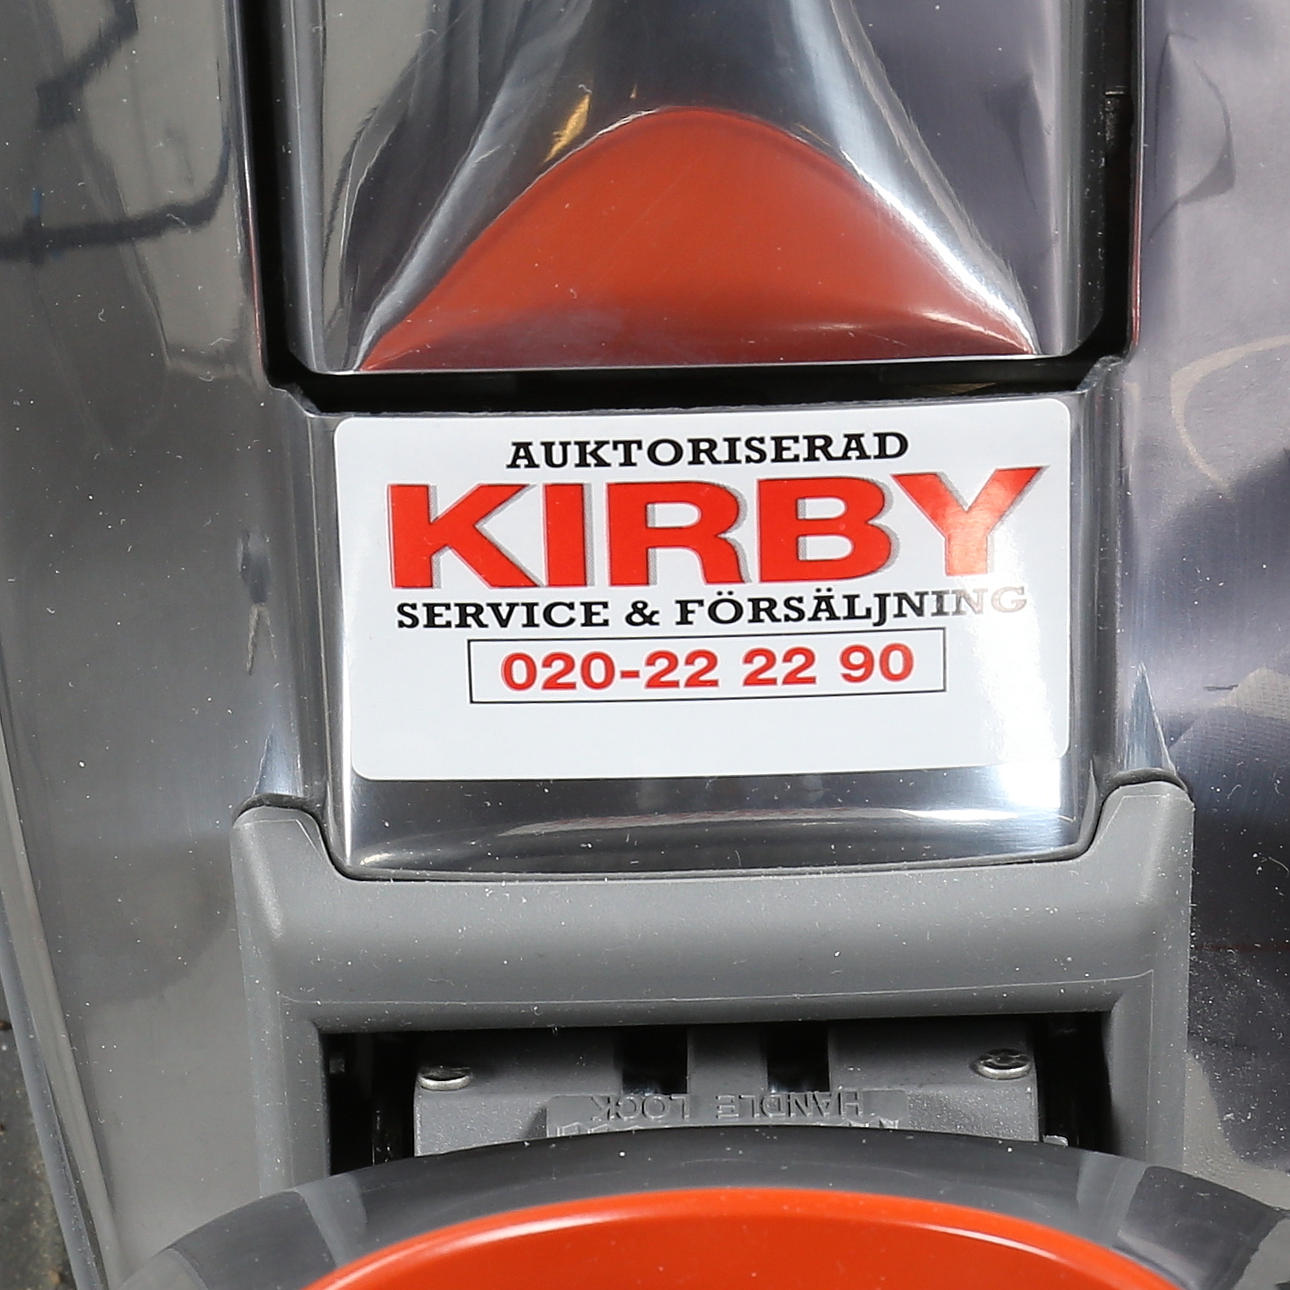 AUKTORISERAD
KIRBY
SERVICE & FÖRSÄLJNING
020-22 22 90
HANDLE LOCK